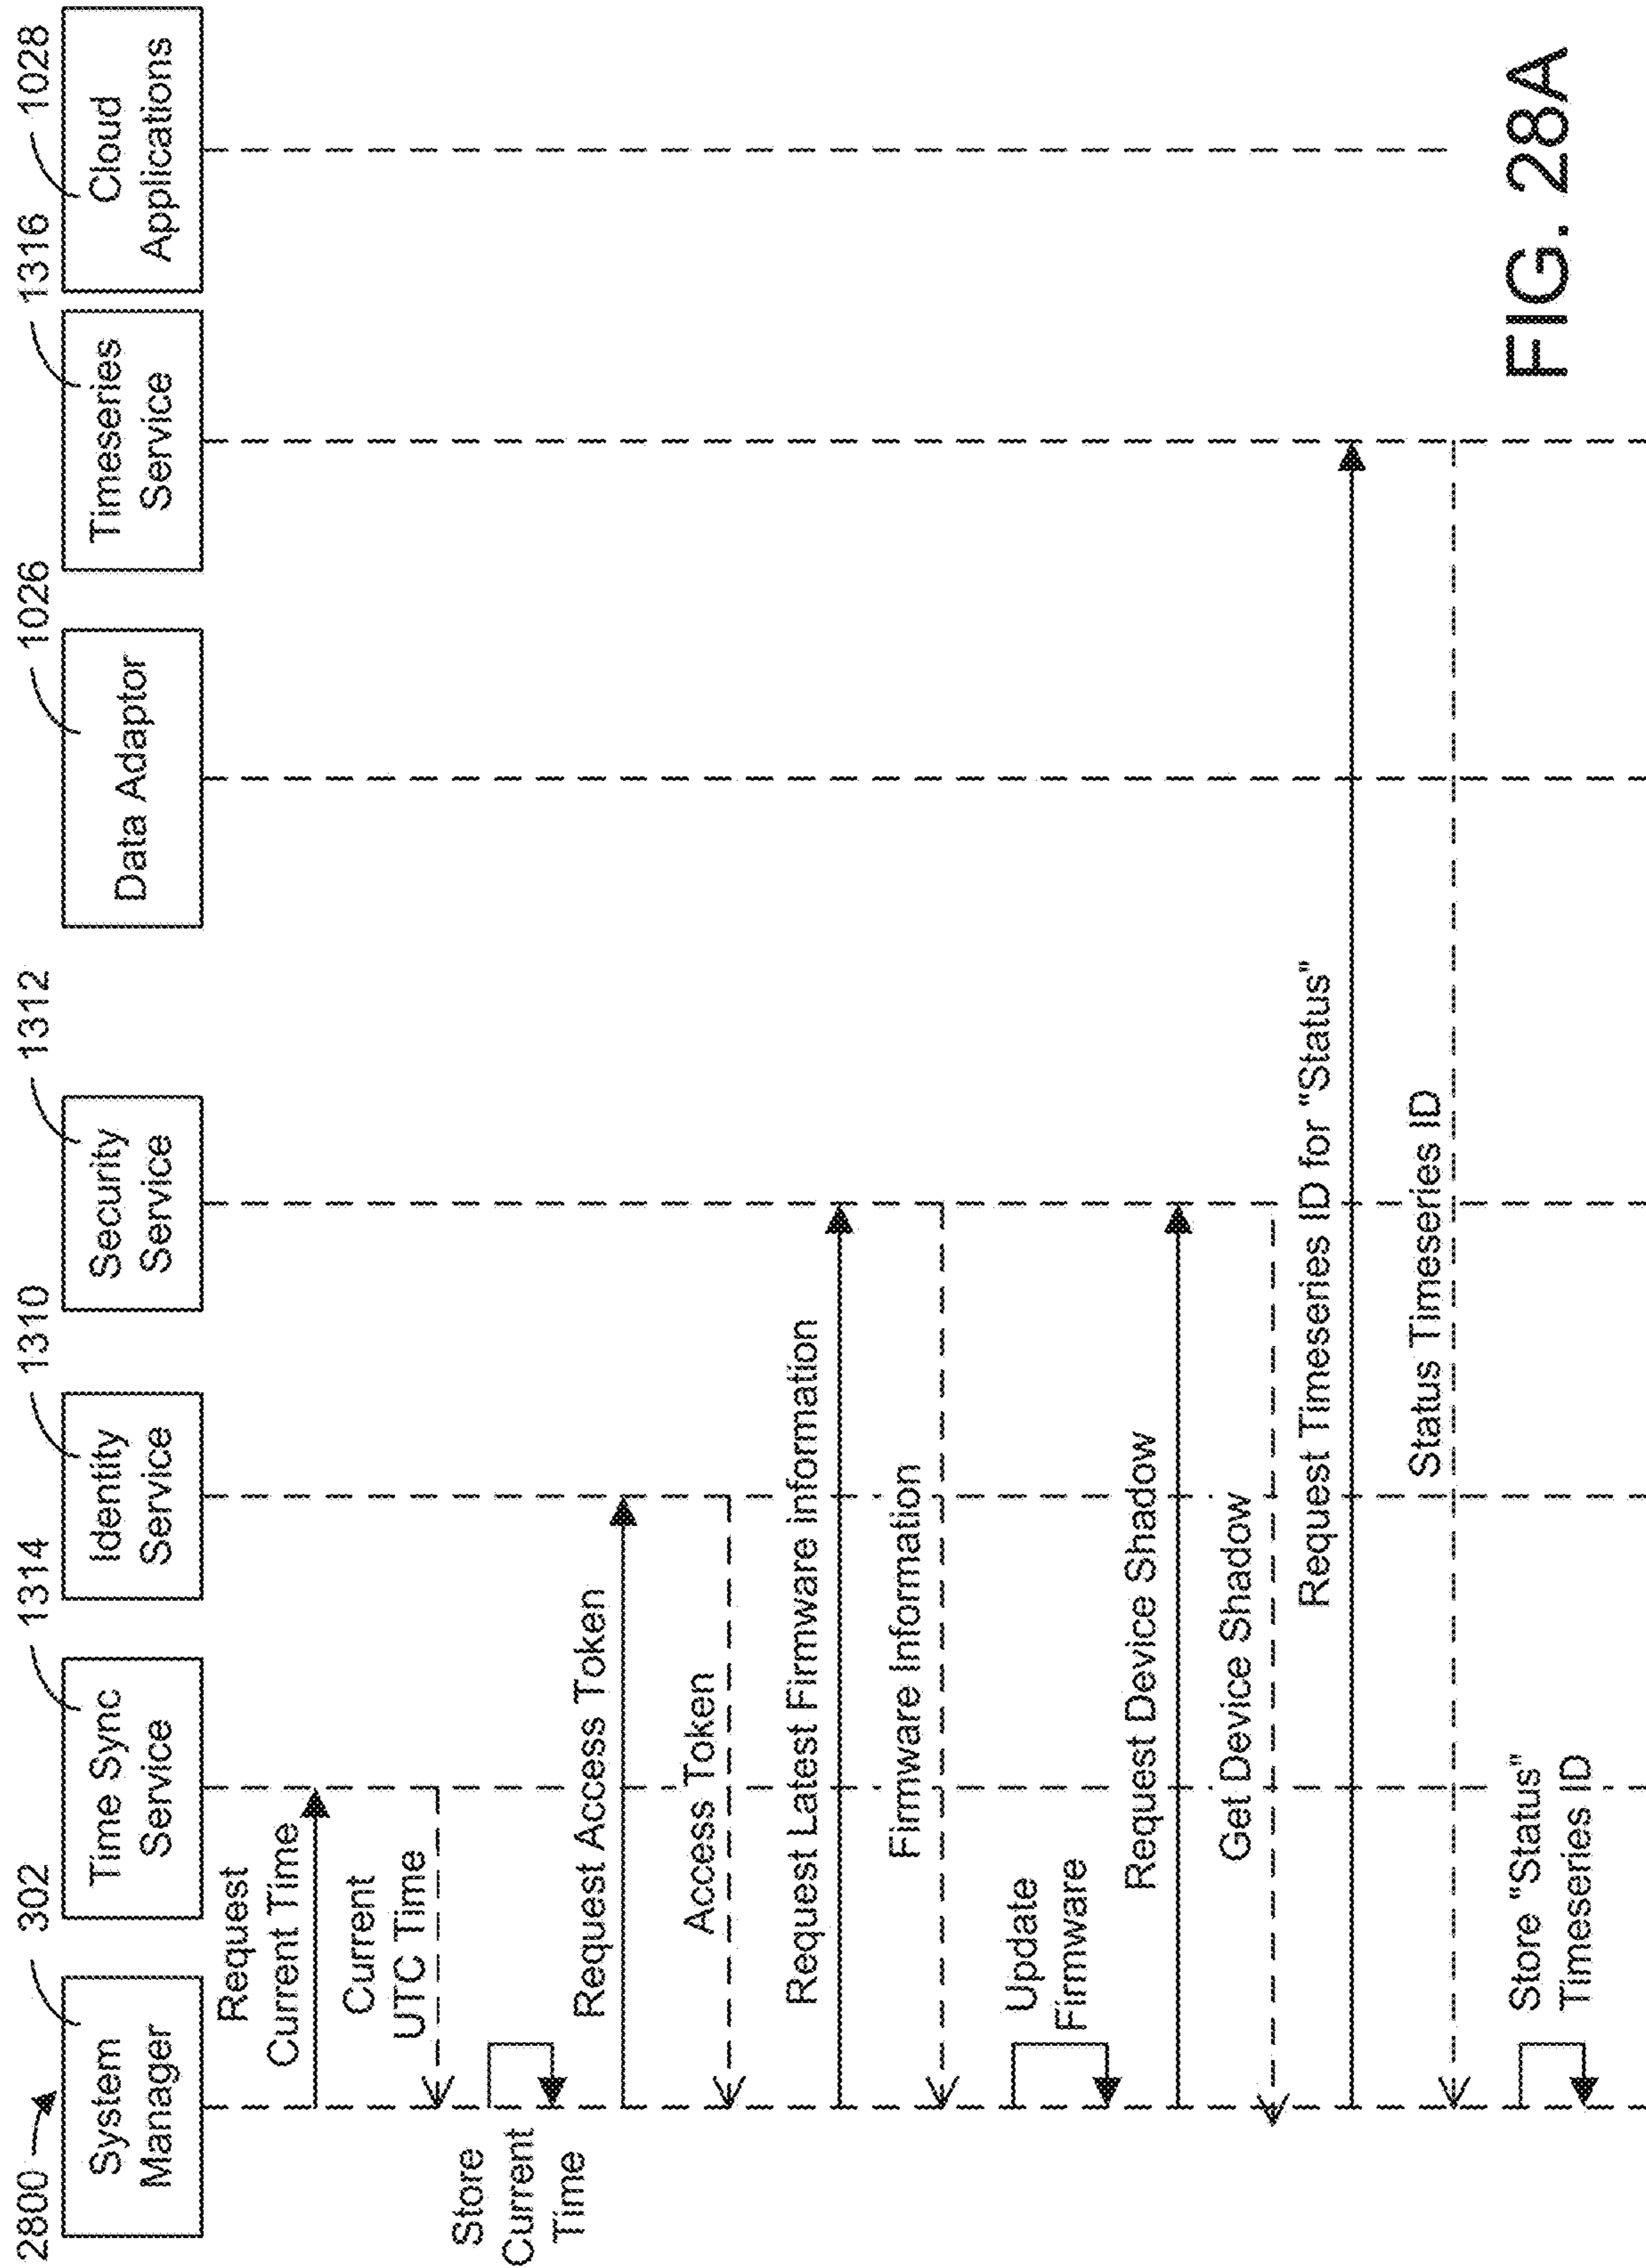 2800
302
1314
1310
1312
1026
1316
1028
System
Manager
Time Sync
Service
Identity
Service
Security
Service
Data Adaptor
Timeseries
Service
Cloud
Applications
Request
Current Time
Current
UTC Time
Store
Current
Time
Request Access Token
Access Token
Request Latest Firmware Information
Firmware Information
Update
Firmware
Request Device Shadow
Get Device Shadow
Request Timeseries ID for "Status"
Status Timeseries ID
Store "Status"
Timeseries ID
FIG. 28A